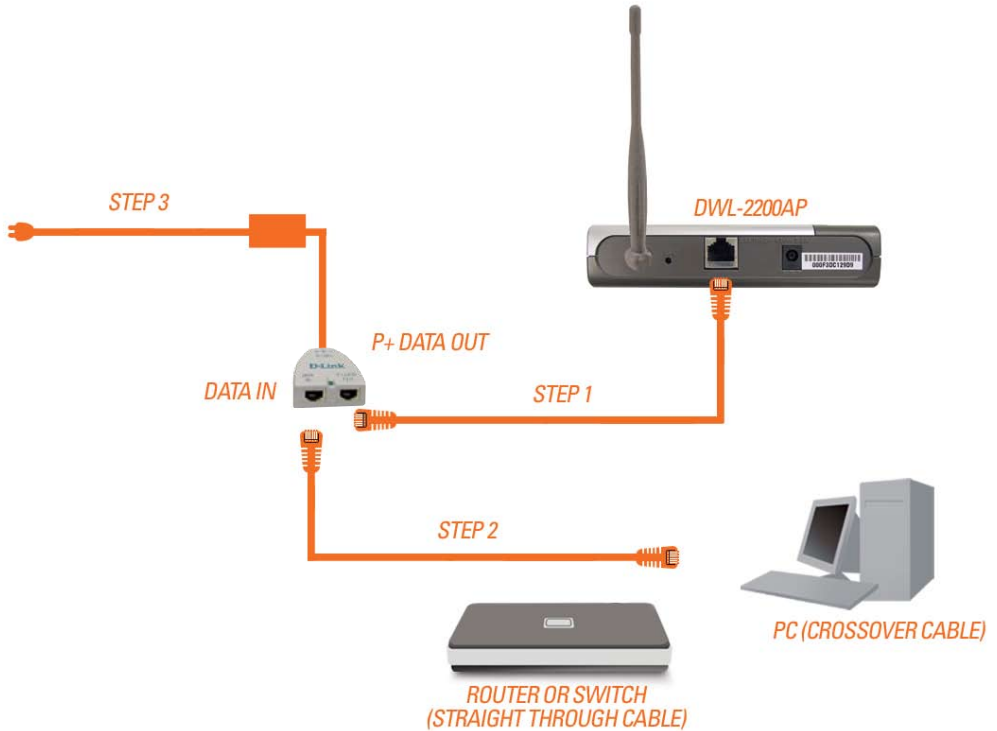 STEP 3
DWL-2200AP
000F3DC129D9
P+ DATA OUT
D-Link
DATA IN
STEP 1
STEP 2
PC (CROSSOVER CABLE)
ROUTER OR SWITCH
(STRAIGHT THROUGH CABLE)